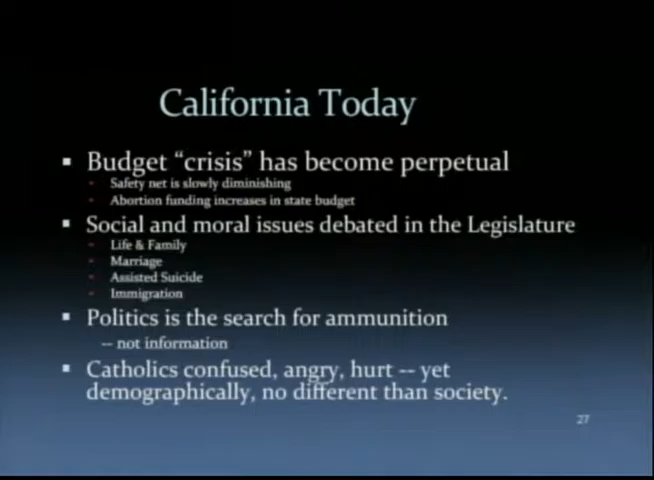 California Today
▪ Budget “crisis” has become perpetual
▪ Safety net is slowly diminishing
▪ Abortion funding increases in state budget
▪ Social and moral issues debated in the Legislature
▪ Life & Family
▪ Marriage
▪ Assisted Suicide
▪ Immigration
▪ Politics is the search for ammunition
-- not information
▪ Catholics confused, angry, hurt -- yet
demographically, no different than society.
27